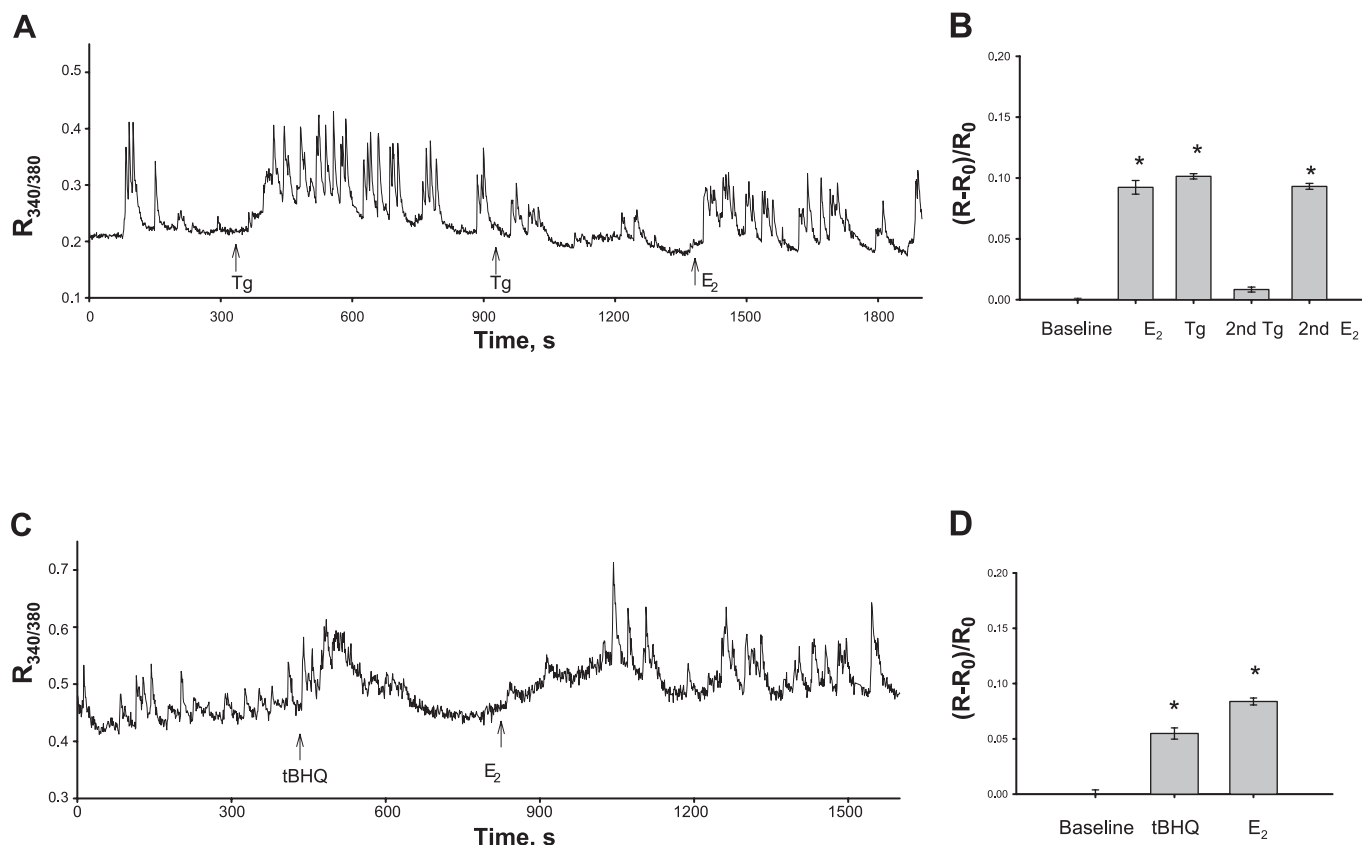 A
B
0.5
0.4
0.3
0.2
0.1
R340/380
Tg
Tg
E2
0 300 600 900 1200 1500 1800
Time, s
0.20
0.15
0.10
0.05
0.00
(R-R0)/R0
* * *
Baseline E2 Tg 2nd Tg 2nd E2
C
D
0.7
0.6
0.5
0.4
0.3
R340/380
tBHQ
E2
0 300 600 900 1200 1500
Time, s
0.20
0.15
0.10
0.05
0.00
(R-R0)/R0
* *
Baseline tBHQ E2